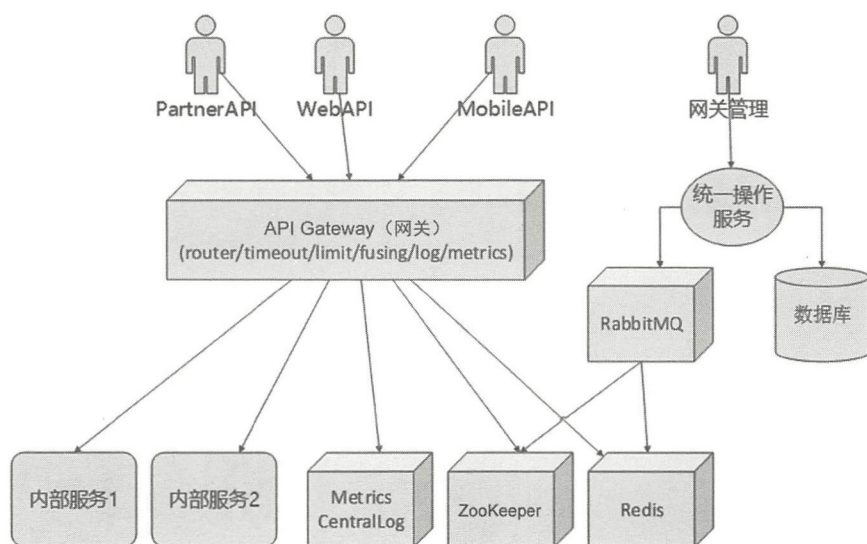 PartnerAPI
WebAPI
MobileAPI
网关管理
API Gateway（网关）
(router/timeout/limit/fusing/log/metrics)
统一操作
服务
RabbitMQ
数据库
内部服务1
内部服务2
Metrics
CentralLog
ZooKeeper
Redis